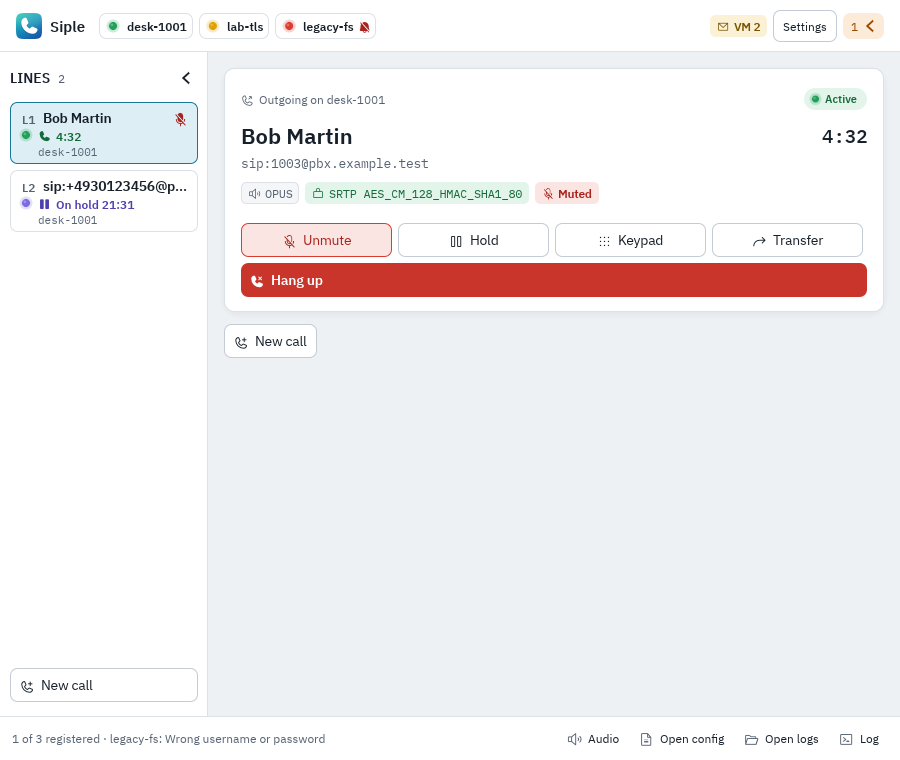 Siple desk-1001 lab-tls legacy-fs VM 2 Settings 1
LINES 2
L1 Bob Martin
4:32
desk-1001
L2 sip:+4930123456@p...
On hold 21:31
desk-1001
New call
Outgoing on desk-1001 Active
Bob Martin 4:32
sip:1003@pbx.example.test
OPUS SRTP AES_CM_128_HMAC_SHA1_80 Muted
Unmute Hold Keypad Transfer
Hang up
New call
1 of 3 registered · legacy-fs: Wrong username or password Audio Open config Open logs Log